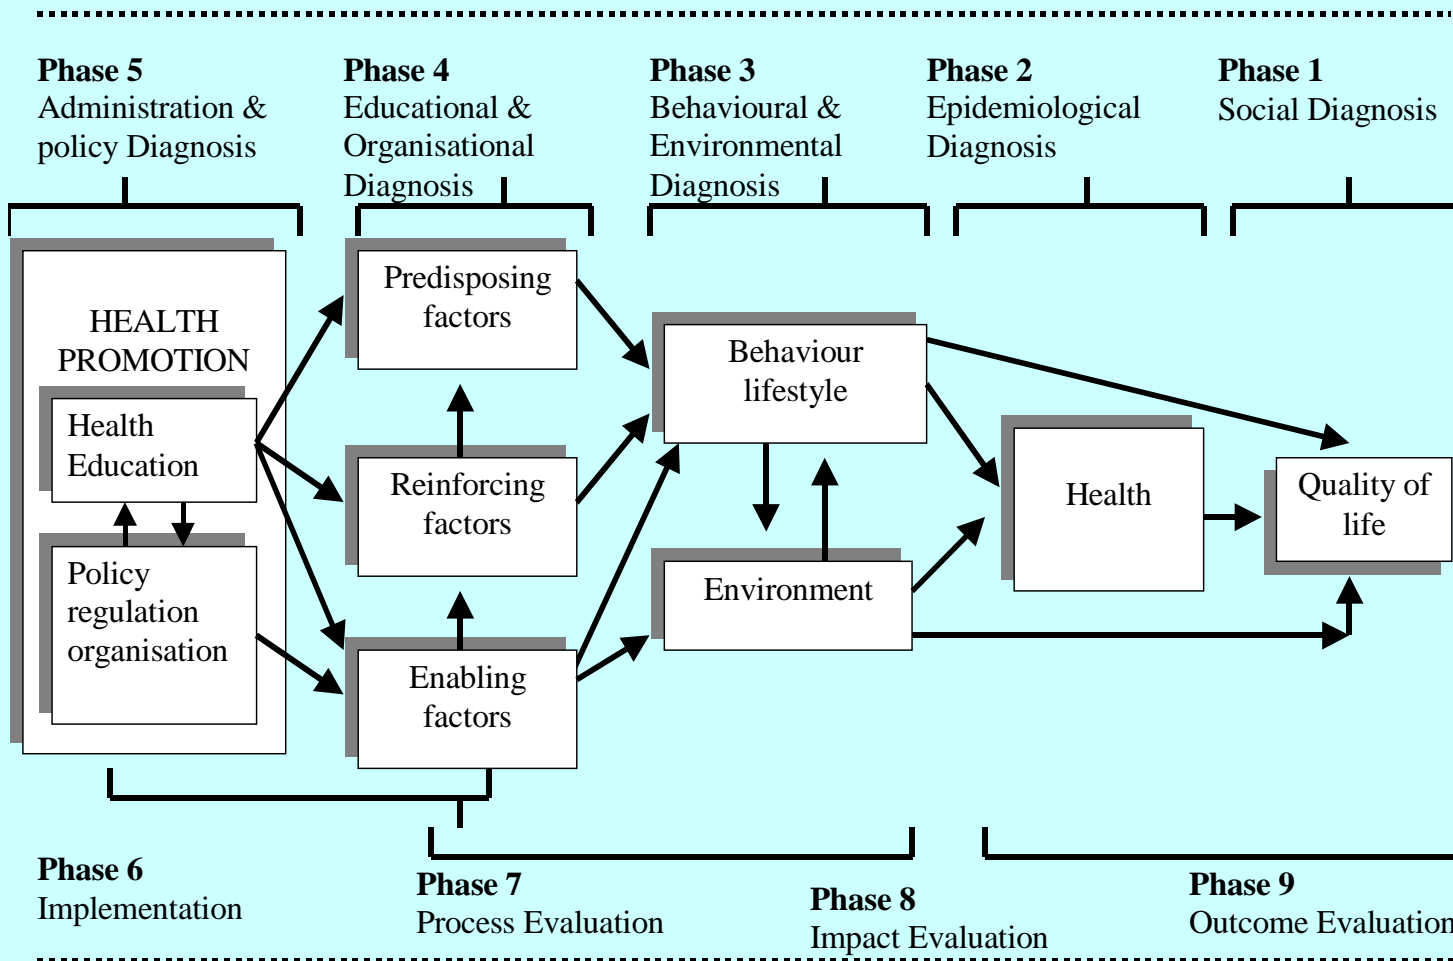 Phase 5
Administration &
policy Diagnosis
Phase 4
Educational &
Organisational
Diagnosis
Phase 3
Behavioural &
Environmental
Diagnosis
Phase 2
Epidemiological
Diagnosis
Phase 1
Social Diagnosis
HEALTH
PROMOTION
Health
Education
Policy
regulation
organisation
Predisposing
factors
Reinforcing
factors
Enabling
factors
Behaviour
lifestyle
Environment
Health
Quality of
life
Phase 6
Implementation
Phase 7
Process Evaluation
Phase 8
Impact Evaluation
Phase 9
Outcome Evaluation